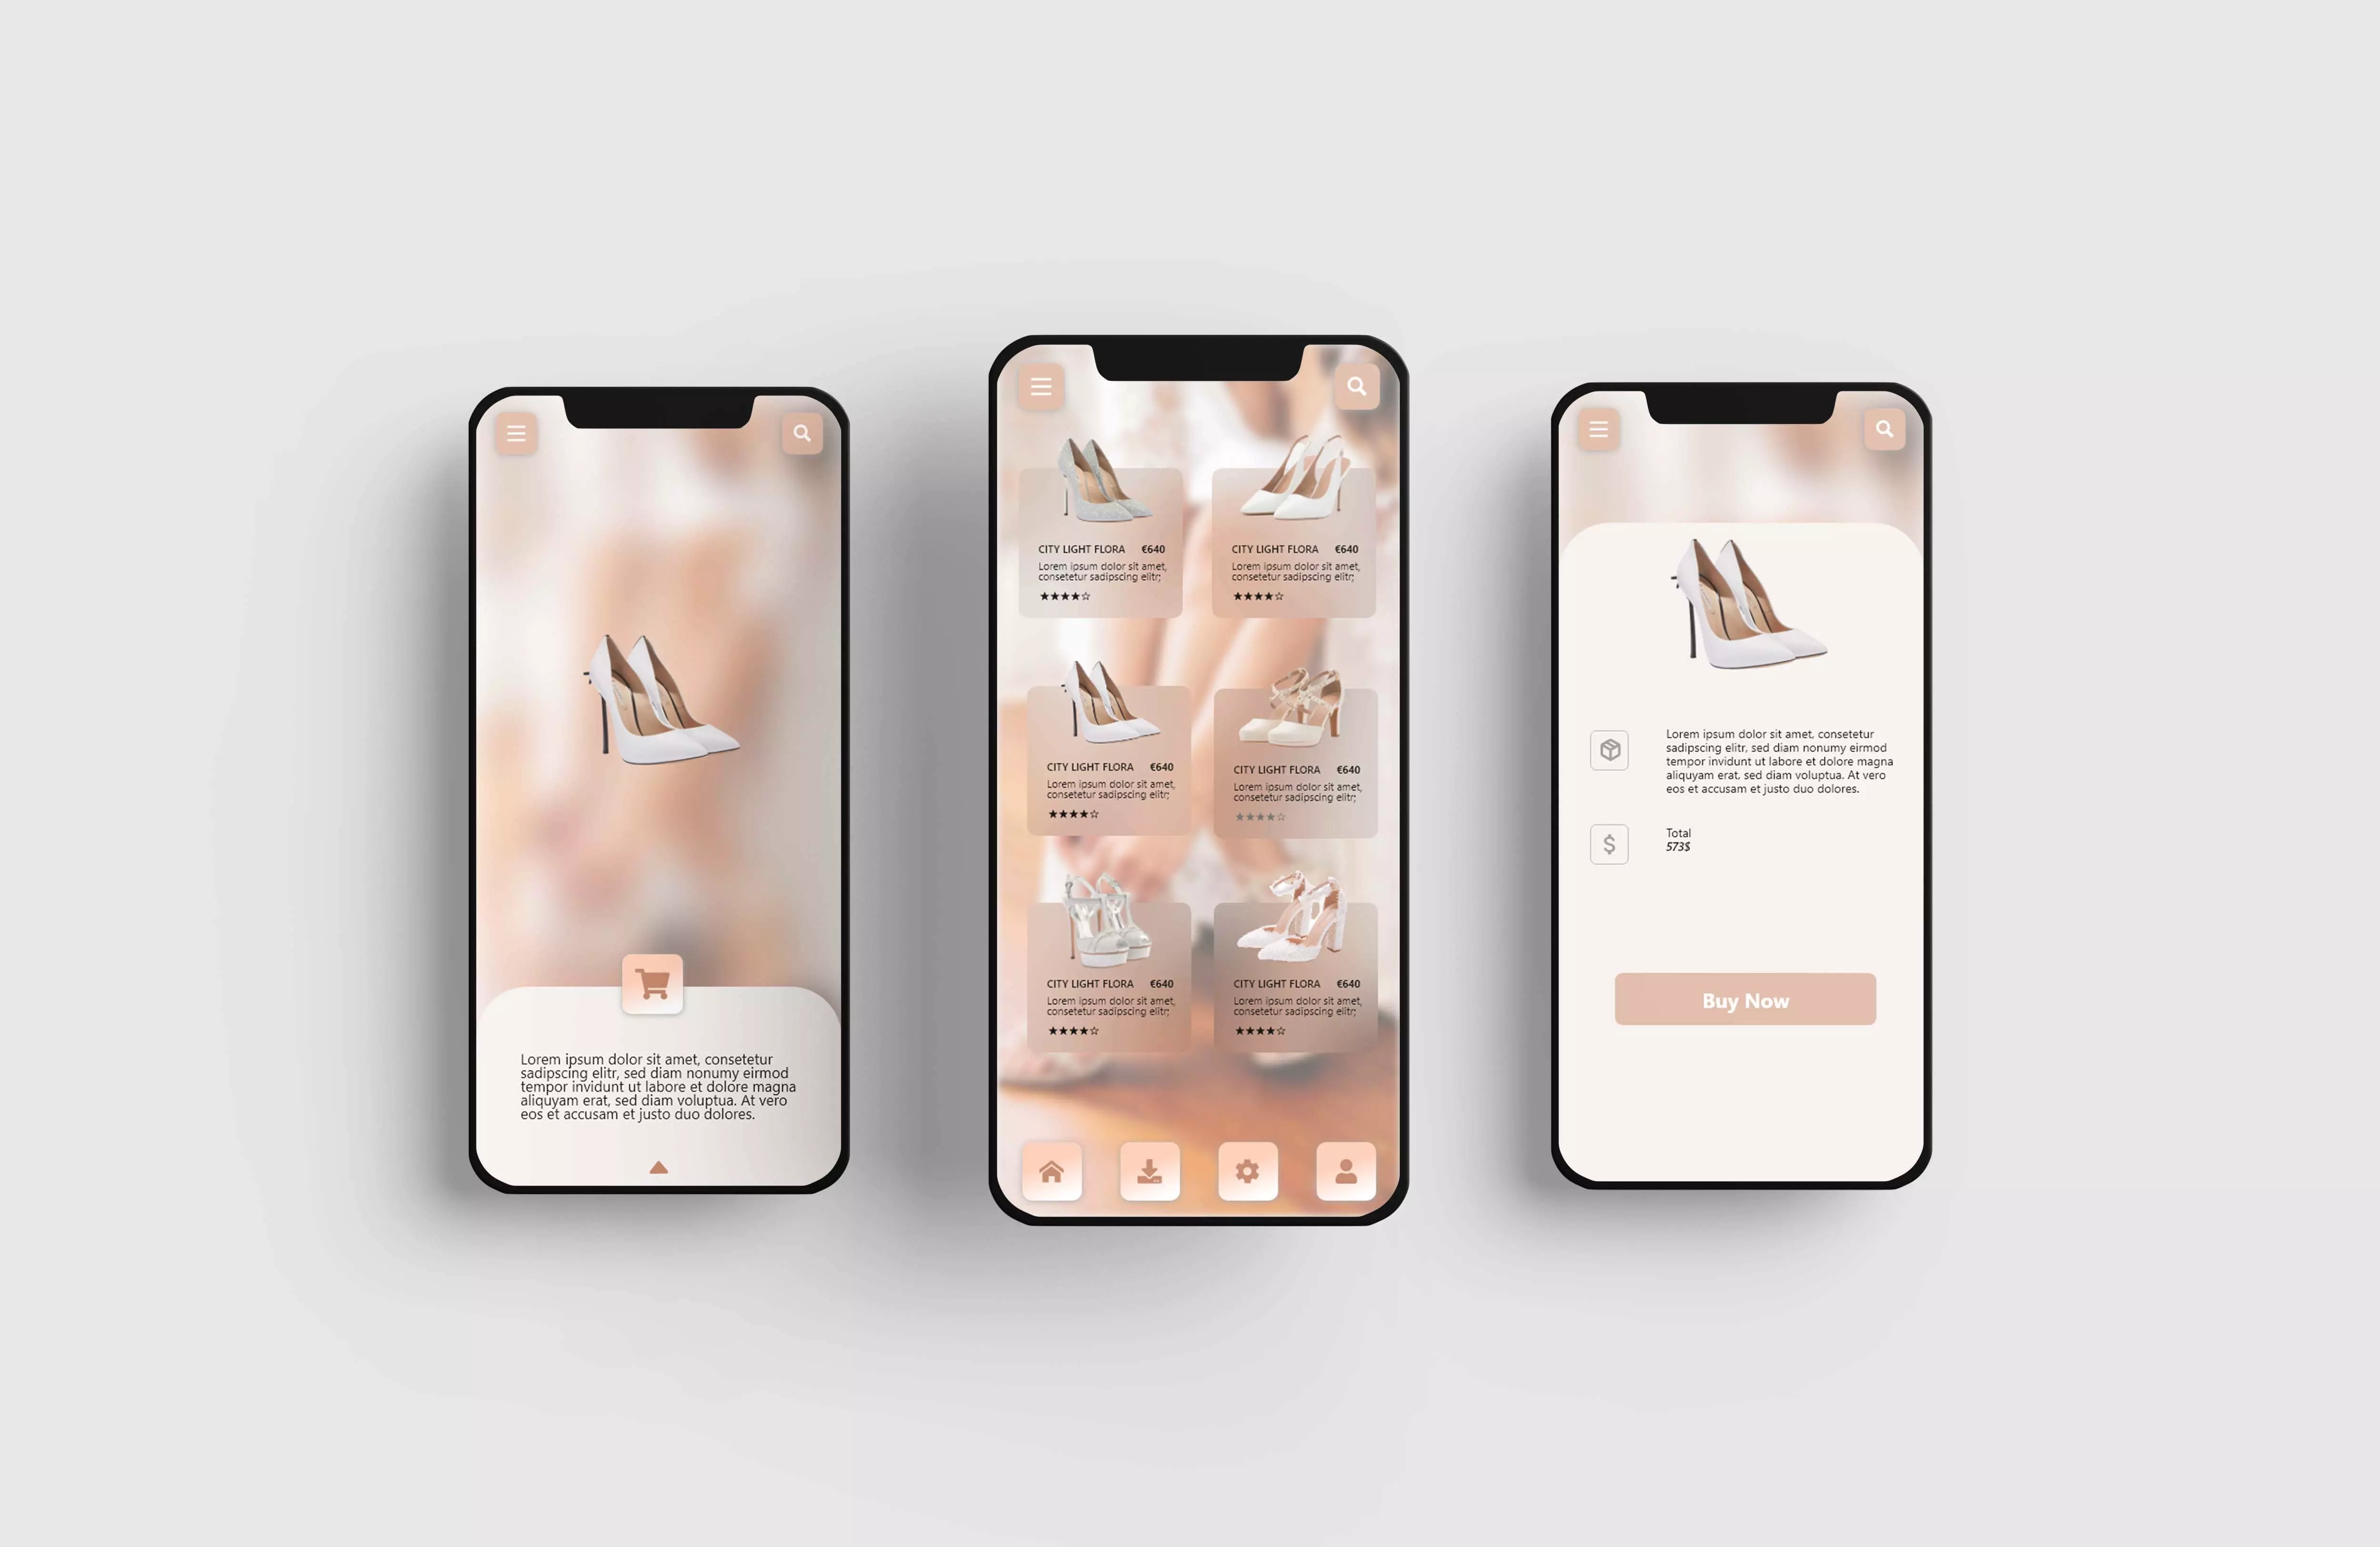 Lorem ipsum dolor sit amet, consetetur
sadipscing elitr, sed diam nonumy eirmod
tempor invidunt ut labore et dolore magna
aliquyam erat, sed diam voluptua. At vero
eos et accusam et justo duo dolores.
CITY LIGHT FLORA €640
Lorem ipsum dolor sit amet,
consetetur sadipscing elitr;
★★★★☆
CITY LIGHT FLORA €640
Lorem ipsum dolor sit amet,
consetetur sadipscing elitr;
★★★★☆
CITY LIGHT FLORA €640
Lorem ipsum dolor sit amet,
consetetur sadipscing elitr;
★★★★☆
CITY LIGHT FLORA €640
Lorem ipsum dolor sit amet,
consetetur sadipscing elitr;
★★★★☆
CITY LIGHT FLORA €640
Lorem ipsum dolor sit amet,
consetetur sadipscing elitr;
★★★★☆
CITY LIGHT FLORA €640
Lorem ipsum dolor sit amet,
consetetur sadipscing elitr;
★★★★☆
Lorem ipsum dolor sit amet, consetetur
sadipscing elitr, sed diam nonumy eirmod
tempor invidunt ut labore et dolore magna
aliquyam erat, sed diam voluptua. At vero
eos et accusam et justo duo dolores.
$
Total
573$
Buy Now